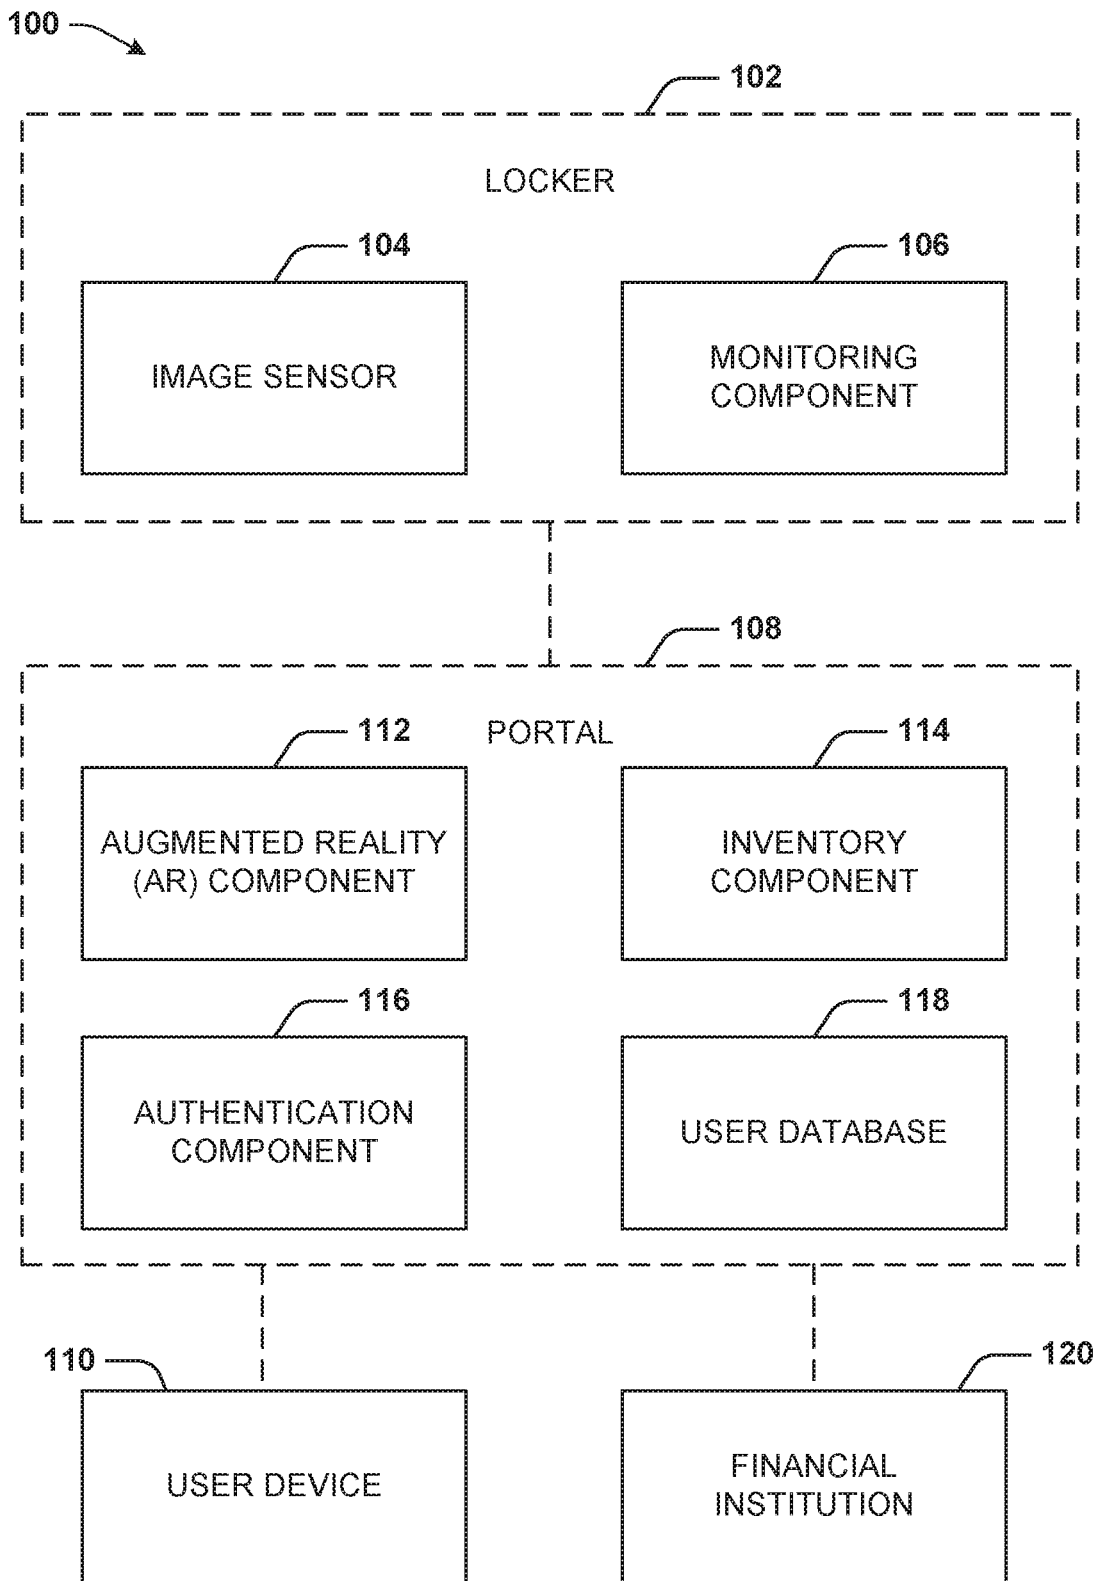 100
102
LOCKER
104
106
IMAGE SENSOR
MONITORING
COMPONENT
108
PORTAL
112
114
AUGMENTED REALITY
(AR) COMPONENT
INVENTORY
COMPONENT
116
118
AUTHENTICATION
COMPONENT
USER DATABASE
110
120
USER DEVICE
FINANCIAL
INSTITUTION